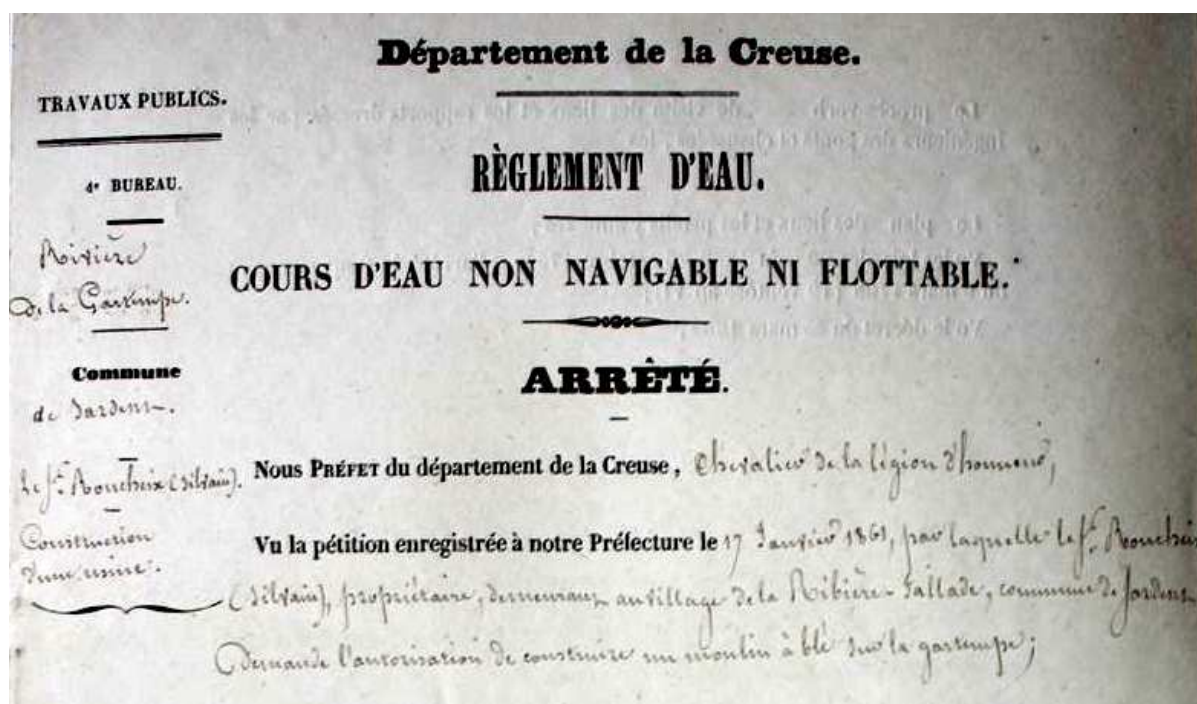 Département de la Creuse.
TRAVAUX PUBLICS.
4e BUREAU.
Rivière
de la Gartempe.
Commune
de Jardens.
Le Sr. Roucheix (Silvain).
Construction
d'une usine.
RÈGLEMENT D'EAU.
COURS D'EAU NON NAVIGABLE NI FLOTTABLE.
ARRÊTÉ.
Nous PRÉFET du département de la Creuse, Chevalier de la légion d'honneur,
Vu la pétition enregistrée à notre Préfecture le 17 Janvier 1861, par laquelle le Sr. Roucheix
(Silvain), propriétaire, demeurant au village de la Ribière-Sallade, commune de Jardens
Demande l'autorisation de construire un moulin à blé sur la gartempe;